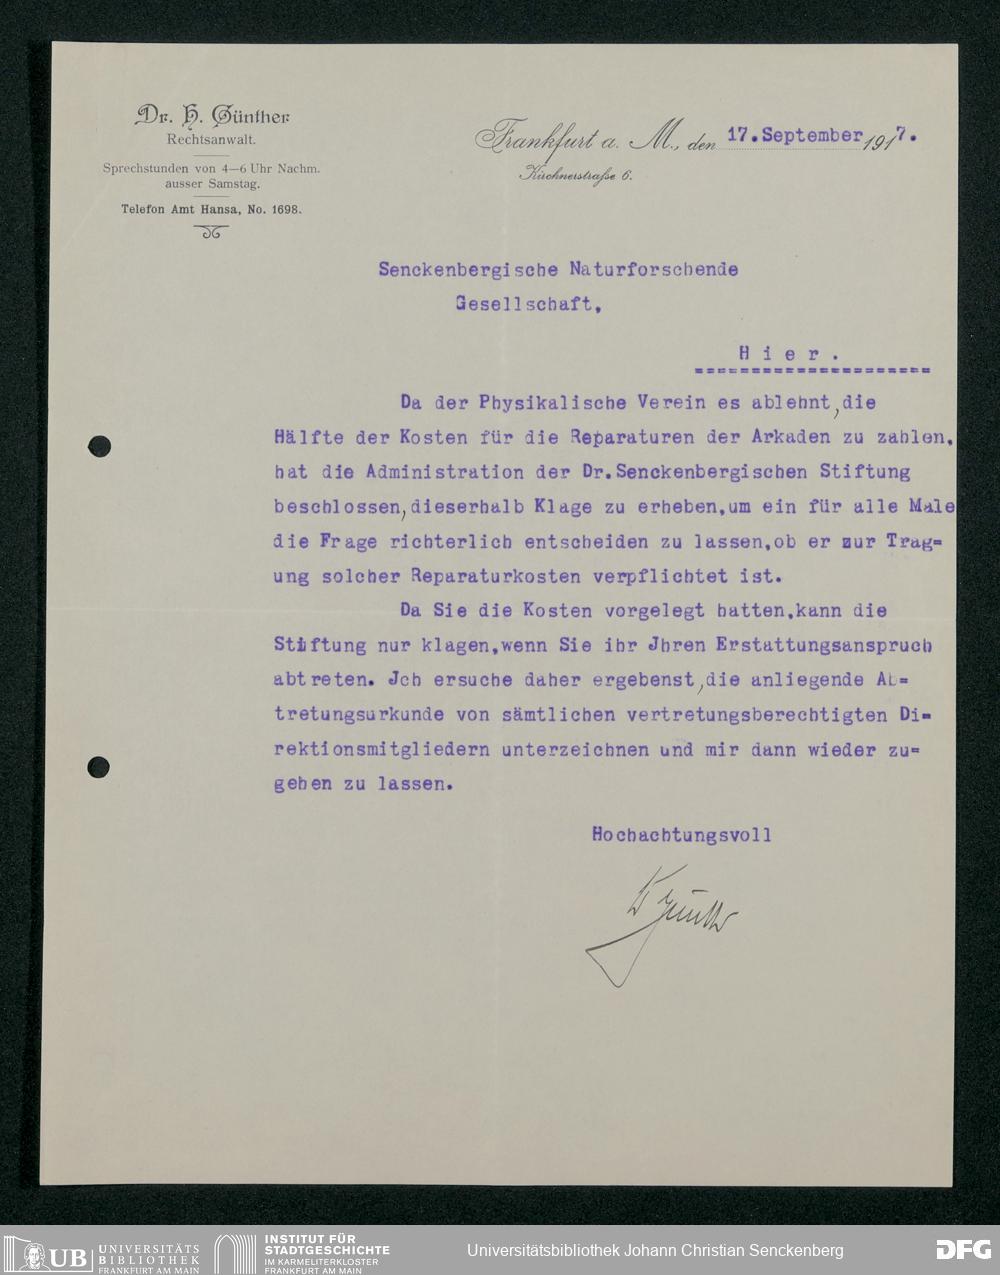 Dr. H. Günther
Rechtsanwalt.
Sprechstunden von 4—6 Uhr Nachm.
ausser Samstag.
Telefon Amt Hansa, No. 1698.
Frankfurt a. M., den 17.September 1917.
Kirchnerstraße 6.
Senckenbergische Naturforschende
Gesellschaft,
H i e r .
Da der Physikalische Verein es ablehnt,die
Hälfte der Kosten für die Reparaturen der Arkaden zu zahlen,
hat die Administration der Dr.Senckenbergischen Stiftung
beschlossen,dieserhalb Klage zu erheben,um ein für alle Male
die Frage richterlich entscheiden zu lassen,ob er zur Trag=
ung solcher Reparaturkosten verpflichtet ist.
Da Sie die Kosten vorgelegt hatten,kann die
Stiftung nur klagen,wenn Sie ihr Jhren Erstattungsanspruch
abtreten. Jch ersuche daher ergebenst,die anliegende Ab=
tretungsurkunde von sämtlichen vertretungsberechtigten Di=
rektionsmitgliedern unterzeichnen und mir dann wieder zu=
gehen zu lassen.
Hochachtungsvoll
UB UNIVERSITÄTS
BIBLIOTHEK
FRANKFURT AM MAIN
INSTITUT FÜR
STADTGESCHICHTE
IM KARMELITERKLOSTER
FRANKFURT AM MAIN
Universitätsbibliothek Johann Christian Senckenberg
DFG